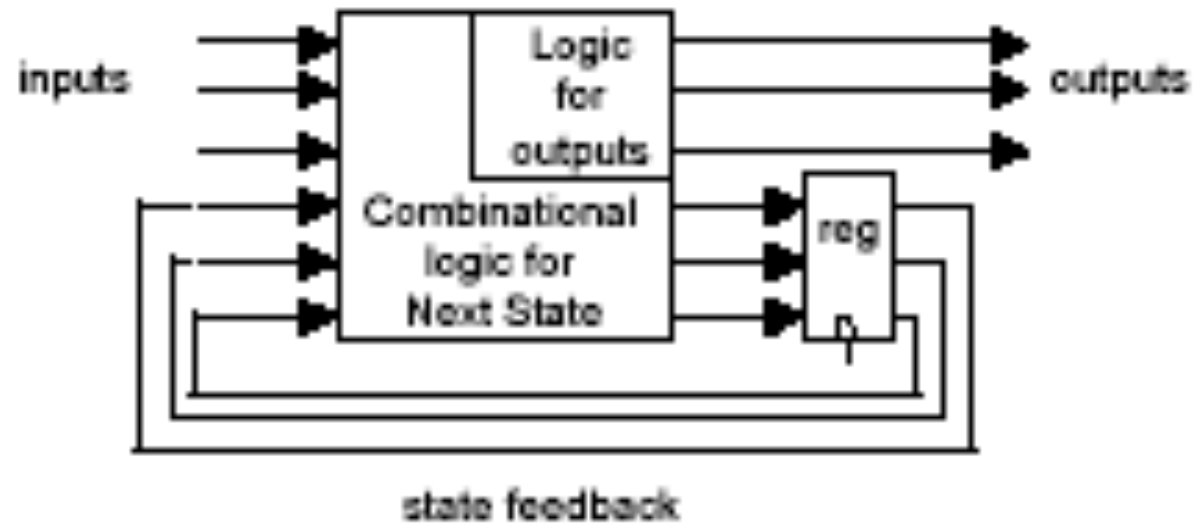 inputs
Logic
for
outputs
outputs
Combinational
logic for
Next State
reg
state feedback